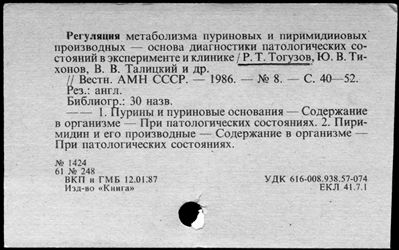 Регуляция метаболизма пуриновых и пиримидиновых
производных — основа диагностики патологических со-
стояний в эксперименте и клинике / Р. Т. Тогузов, Ю. В. Ти-
хонов, В. В. Талицкий и др.
// Вестн. АМН СССР. — 1986. — № 8. — С. 40—52.
Рез.: англ.
Библиогр.: 30 назв.
— — 1. Пурины и пуриновые основания — Содержание
в организме — При патологических состояниях. 2. Пири-
мидин и его производные — Содержание в организме —
При патологических состояниях.
№ 1424
61 № 248
ВКП и ГМБ 12.01.87
Изд-во «Книга»
УДК 616-008.938.57-074
ЕКЛ 41.7.1